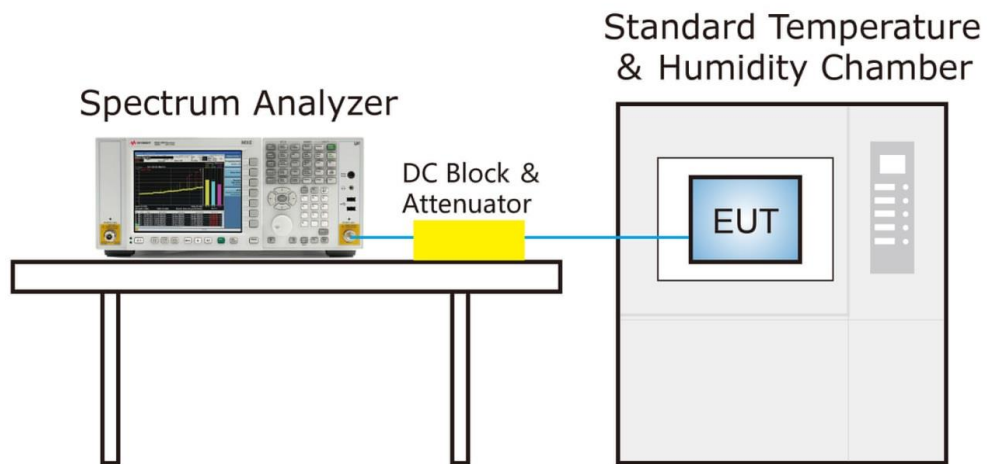 Standard Temperature
& Humidity Chamber
Spectrum Analyzer
DC Block &
Attenuator
EUT